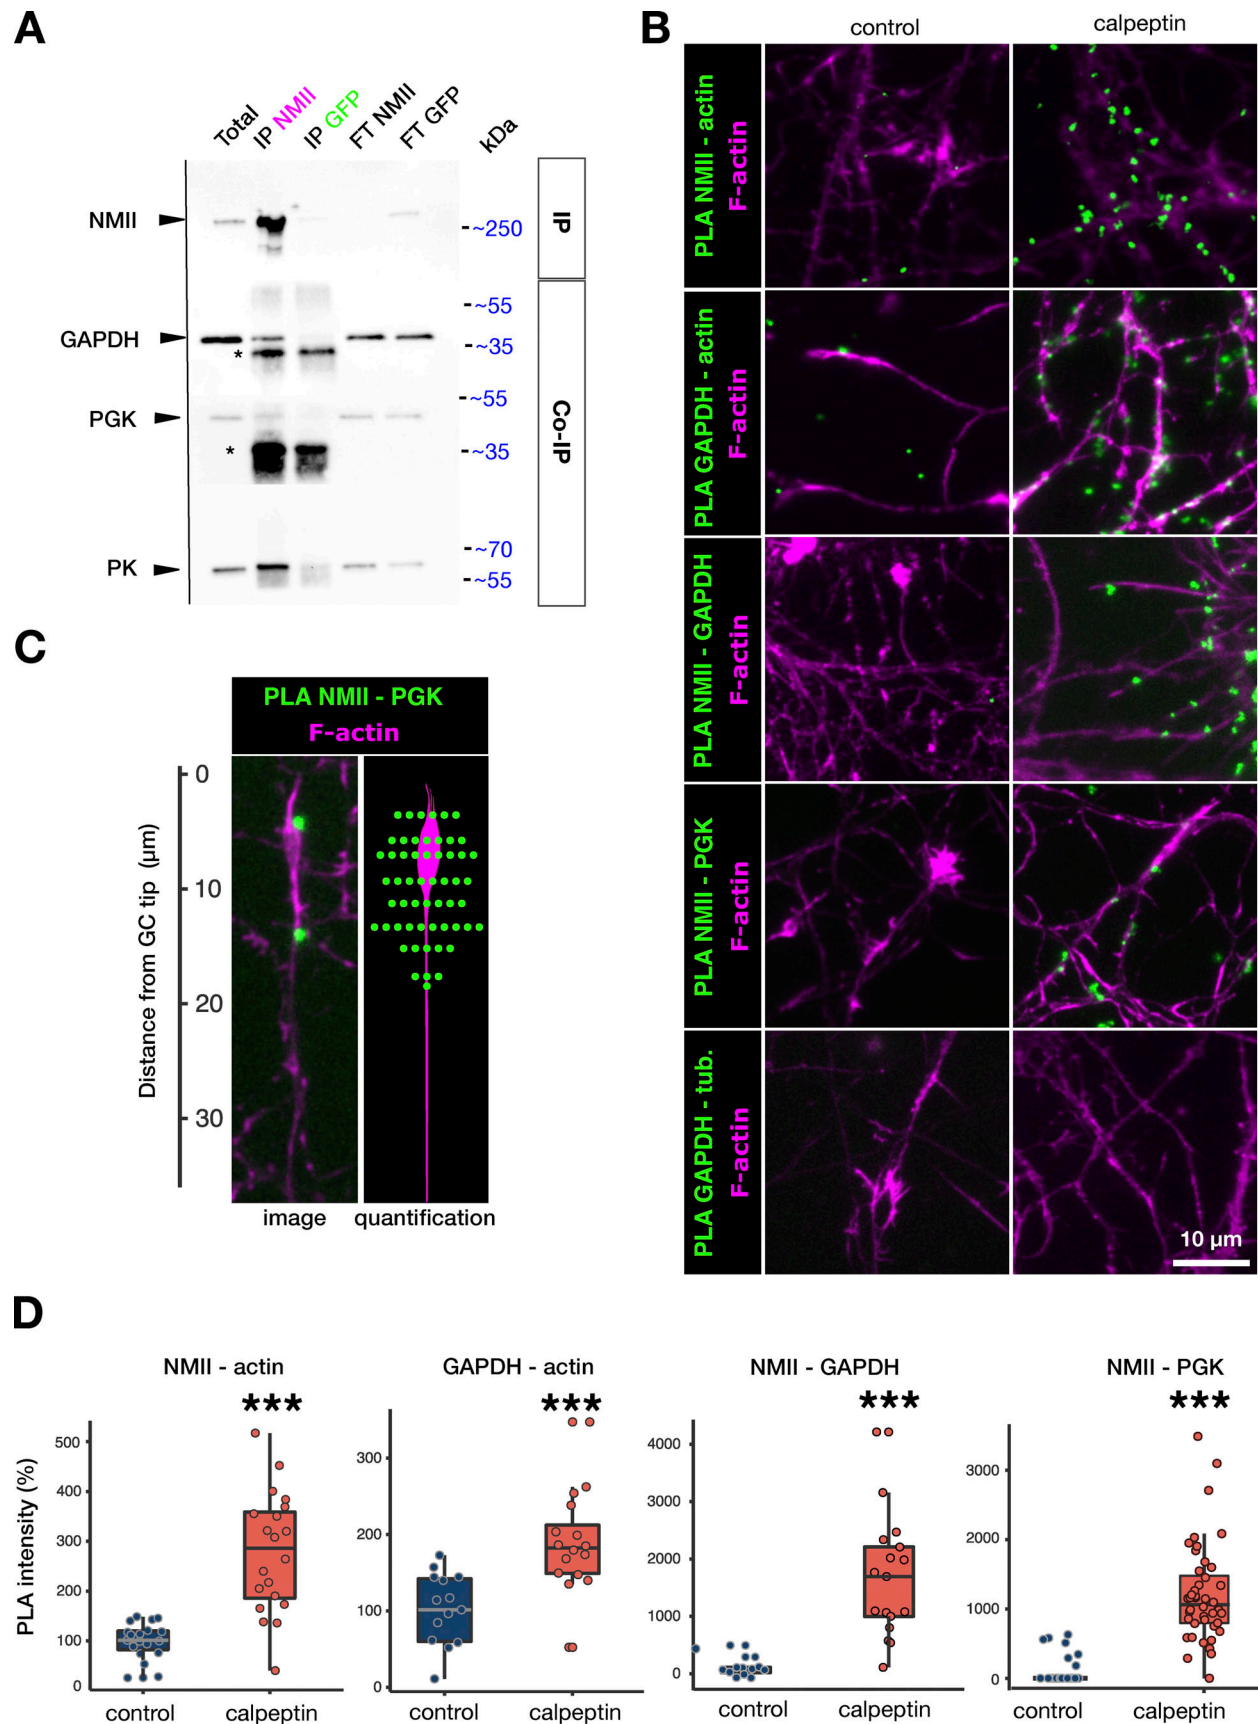 A
Total
IP NMII
IP GFP
FT NMII
FT GFP
kDa
NMII
~250
IP
~55
GAPDH
*
~35
~55
PGK
*
~35
Co-IP
~70
PK
~55
B
control
calpeptin
PLA NMII - actin
F-actin
PLA GAPDH - actin
F-actin
PLA NMII - GAPDH
F-actin
PLA NMII - PGK
F-actin
PLA GAPDH - tub.
F-actin
10 μm
C
PLA NMII - PGK
F-actin
Distance from GC tip (μm)
0
10
20
30
image
quantification
D
PLA intensity (%)
NMII - actin
***
500
400
300
200
100
0
control
calpeptin
GAPDH - actin
***
300
200
100
0
control
calpeptin
NMII - GAPDH
***
4000
3000
2000
1000
0
control
calpeptin
NMII - PGK
***
3000
2000
1000
0
control
calpeptin